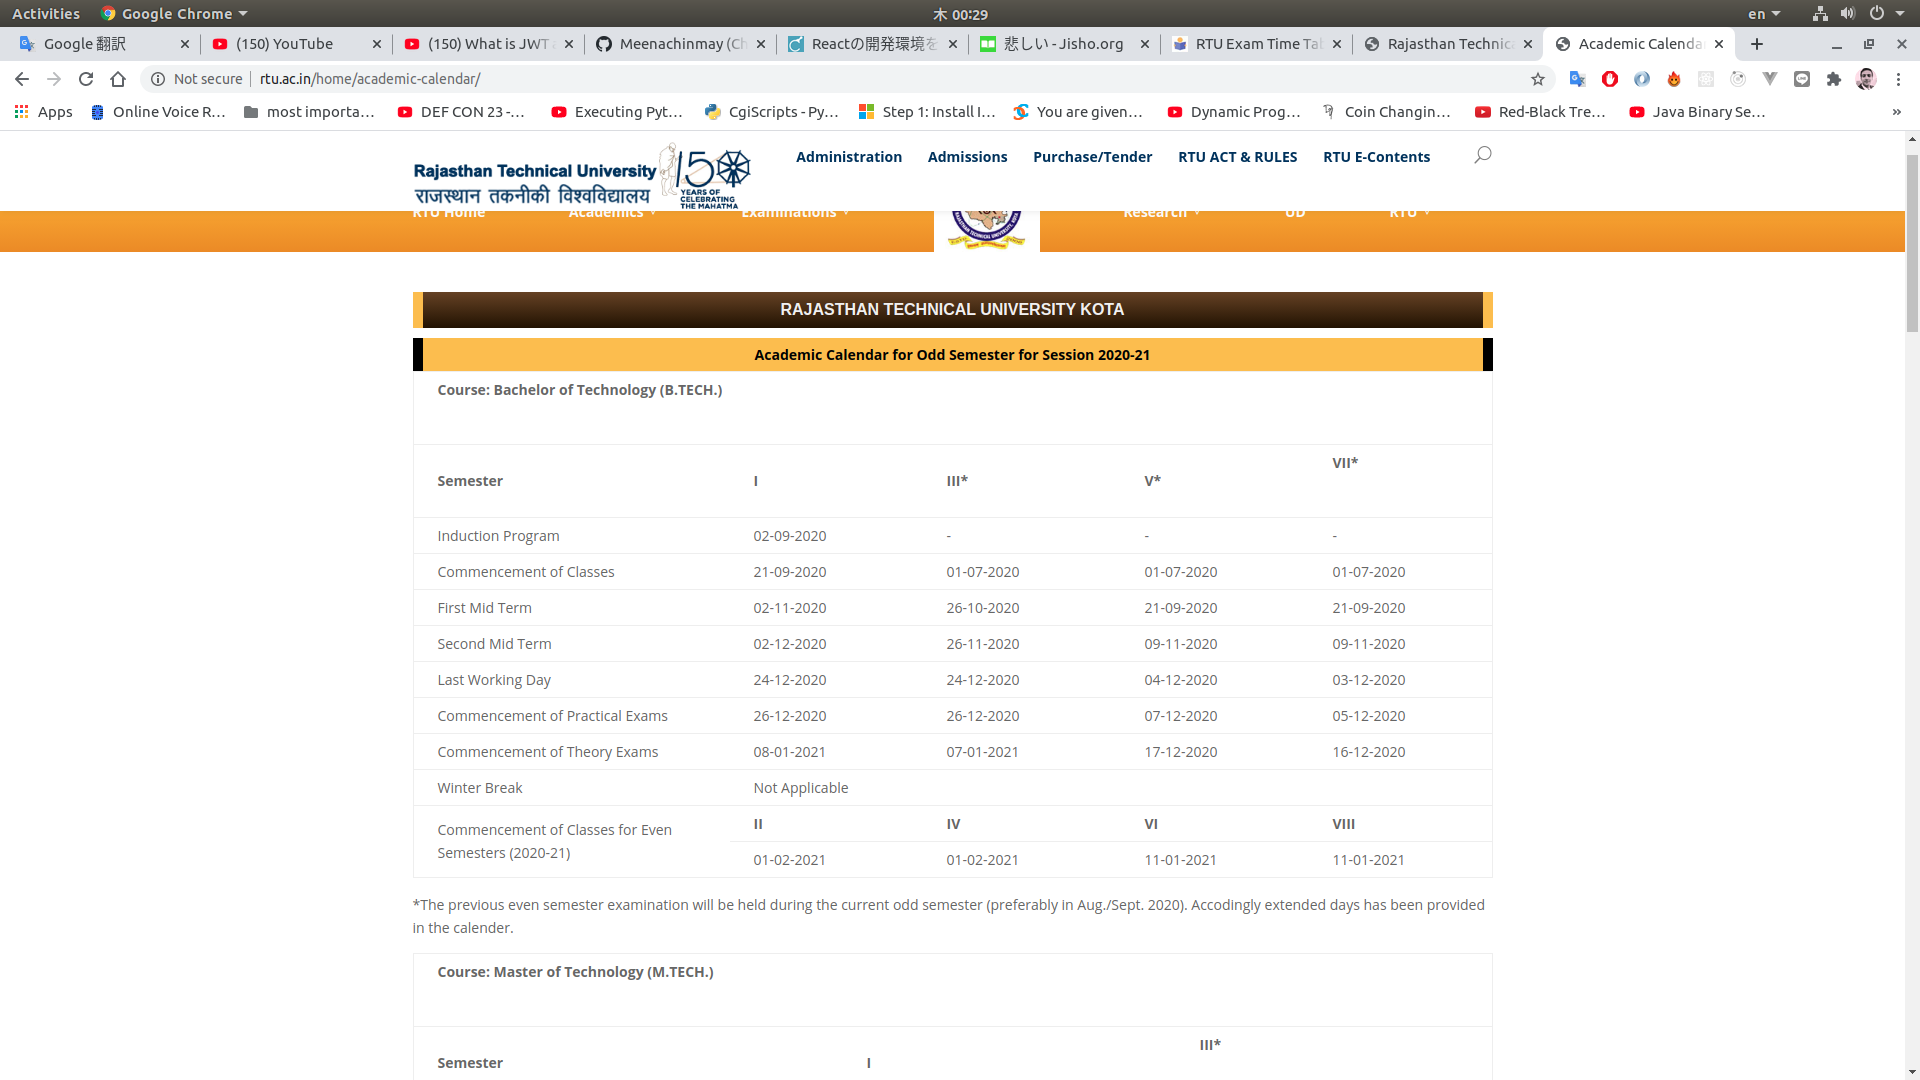 Activities Google Chrome 木 00:29 en
Google 翻訳 (150) YouTube (150) What is JWT Meenachinmay (Ch Reactの開発環境を 悲しい - Jisho.org RTU Exam Time Tab Rajasthan Technic Academic Calenda
Not secure rtu.ac.in/home/academic-calendar/
Apps Online Voice R... most importa... DEF CON 23 -... Executing Pyt... CgiScripts - Py... Step 1: Install I... You are given... Dynamic Prog... Coin Changin... Red-Black Tre... Java Binary Se... »
Rajasthan Technical University
राजस्थान तकनीकी विश्वविद्यालय
150 YEARS OF CELEBRATING THE MAHATMA
Administration Admissions Purchase/Tender RTU ACT & RULES RTU E-Contents
RTU Home Academics Examinations Research UD RTU
RAJASTHAN TECHNICAL UNIVERSITY KOTA
Academic Calendar for Odd Semester for Session 2020-21
Course: Bachelor of Technology (B.TECH.)
Semester I III* V* VII*
Induction Program 02-09-2020 - - -
Commencement of Classes 21-09-2020 01-07-2020 01-07-2020 01-07-2020
First Mid Term 02-11-2020 26-10-2020 21-09-2020 21-09-2020
Second Mid Term 02-12-2020 26-11-2020 09-11-2020 09-11-2020
Last Working Day 24-12-2020 24-12-2020 04-12-2020 03-12-2020
Commencement of Practical Exams 26-12-2020 26-12-2020 07-12-2020 05-12-2020
Commencement of Theory Exams 08-01-2021 07-01-2021 17-12-2020 16-12-2020
Winter Break Not Applicable
Commencement of Classes for Even Semesters (2020-21)
II IV VI VIII
01-02-2021 01-02-2021 11-01-2021 11-01-2021
*The previous even semester examination will be held during the current odd semester (preferably in Aug./Sept. 2020). Accodingly extended days has been provided
in the calender.
Course: Master of Technology (M.TECH.)
Semester I III*